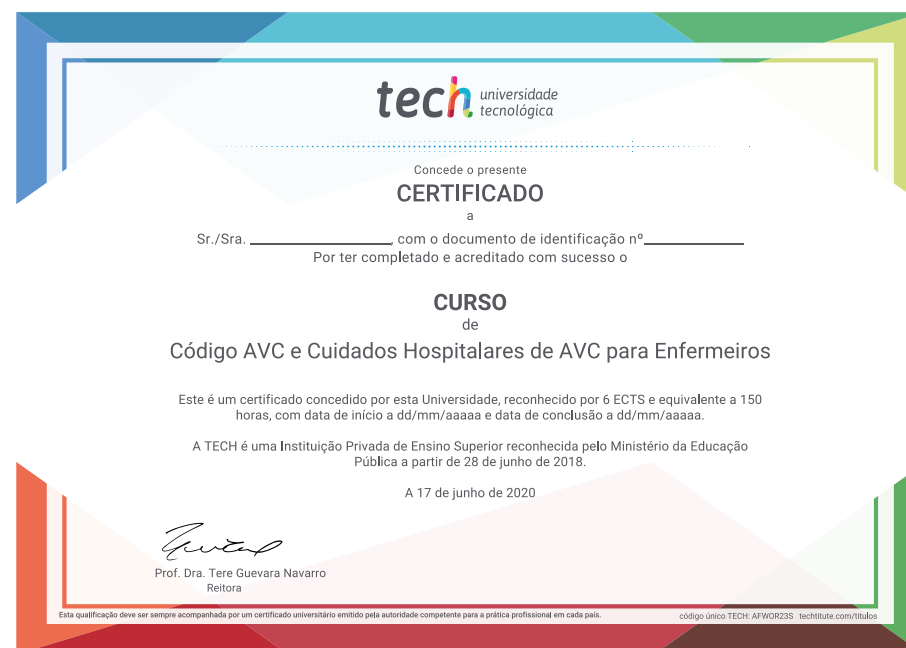 tech universidade
tecnológica
Concede o presente
CERTIFICADO
a
Sr./Sra. ________________, com o documento de identificação nº____________
Por ter completado e acreditado com sucesso o
CURSO
de
Código AVC e Cuidados Hospitalares de AVC para Enfermeiros
Este é um certificado concedido por esta Universidade, reconhecido por 6 ECTS e equivalente a 150
horas, com data de início a dd/mm/aaaaa e data de conclusão a dd/mm/aaaaa.
A TECH é uma Instituição Privada de Ensino Superior reconhecida pelo Ministério da Educação
Pública a partir de 28 de junho de 2018.
A 17 de junho de 2020
Prof. Dra. Tere Guevara Navarro
Reitora
Esta qualificação deve ser sempre acompanhada por um certificado universitário emitido pela autoridade competente para a prática profissional em cada país.
código único TECH: AFWOR23S techtitute.com/titulos